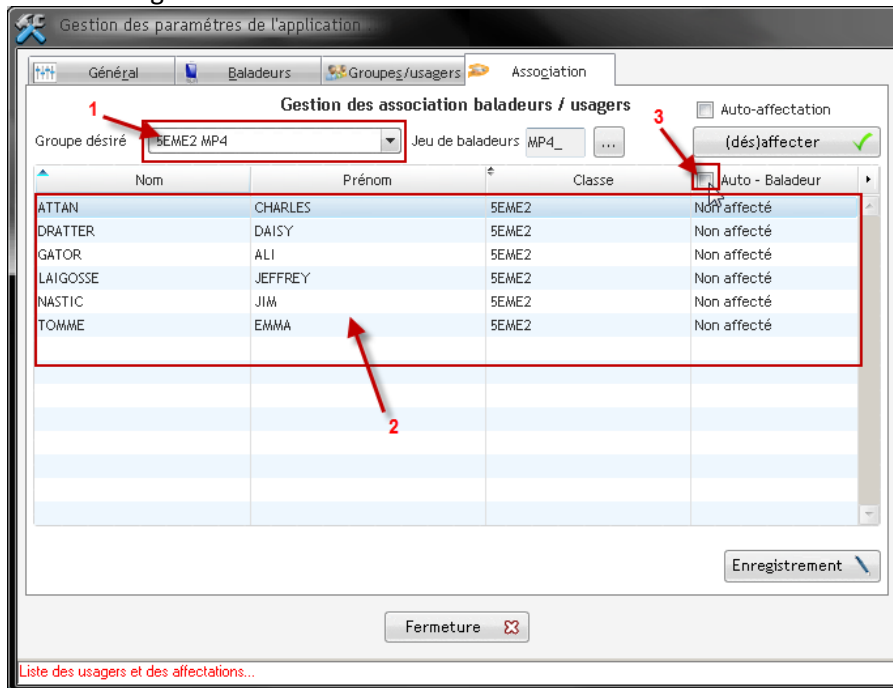 Gestion des paramétres de l'application ...
Général Baladeurs Groupes/usagers Association
1 Gestion des association baladeurs / usagers 3 Auto-affectation
Groupe désiré 5EME2 MP4 Jeu de baladeurs MP4_ ... (dés)affecter
Nom Prénom Classe Auto - Baladeur
ATTAN CHARLES 5EME2 Non affecté
DRATTER DAISY 5EME2 Non affecté
GATOR ALI 5EME2 Non affecté
LAIGOSSE JEFFREY 5EME2 Non affecté
NASTIC JIM 5EME2 Non affecté
TOMME EMMA 5EME2 Non affecté
2
Enregistrement
Fermeture
Liste des usagers et des affectations...